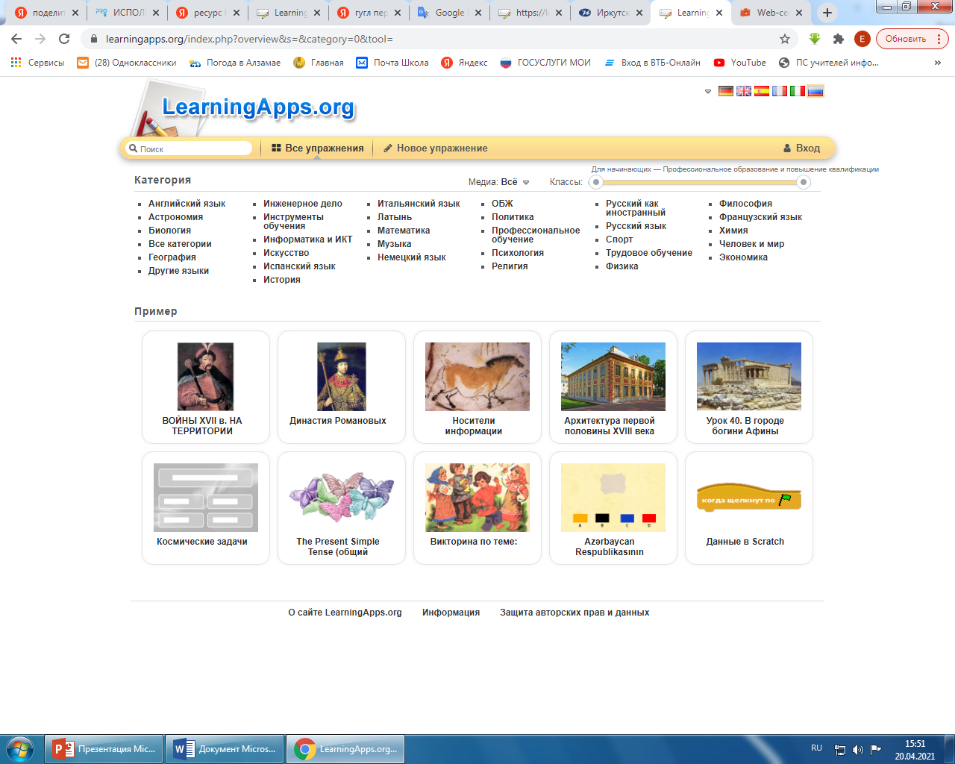 поделит
ИСПОЛ
ресурс
Learning
гугл пер
Google
https://l
Иркутск
Learning
Web-се
learningapps.org/index.php?overview&s=&category=0&tool=
E
Обновить
Сервисы
(28) Одноклассники
Погода в Алзамае
Главная
Почта Школа
Яндекс
ГОСУСЛУГИ МОИ
Вход в ВТБ-Онлайн
YouTube
ПС учителей инфо...
»
LearningApps.org
Поиск
Все упражнения
Новое упражнение
Вход
Категория
Медиа: Всё
Классы:
Для начинающих — Профессиональное образование и повышение квалификации
Английский язык
Астрономия
Биология
Все категории
География
Другие языки
Инженерное дело
Инструменты
обучения
Информатика и ИКТ
Искусство
Испанский язык
История
Итальянский язык
Латынь
Математика
Музыка
Немецкий язык
ОБЖ
Политика
Профессиональное
обучение
Психология
Религия
Русский как
иностранный
Русский язык
Спорт
Трудовое обучение
Физика
Философия
Французский язык
Химия
Человек и мир
Экономика
Пример
ВОЙНЫ XVII в. НА
ТЕРРИТОРИИ
Династия Романовых
Носители
информации
Архитектура первой
половины XVIII века
Урок 40. В городе
богини Афины
Космические задачи
The Present Simple
Tense (общий
Викторина по теме:
A
B
C
D
Azərbaycan
Respublikasının
когда щелкнут по
Данные в Scratch
О сайте LearningApps.org
Информация
Защита авторских прав и данных
Презентация Mic...
Документ Micros...
LearningApps.org...
RU
15:51
20.04.2021